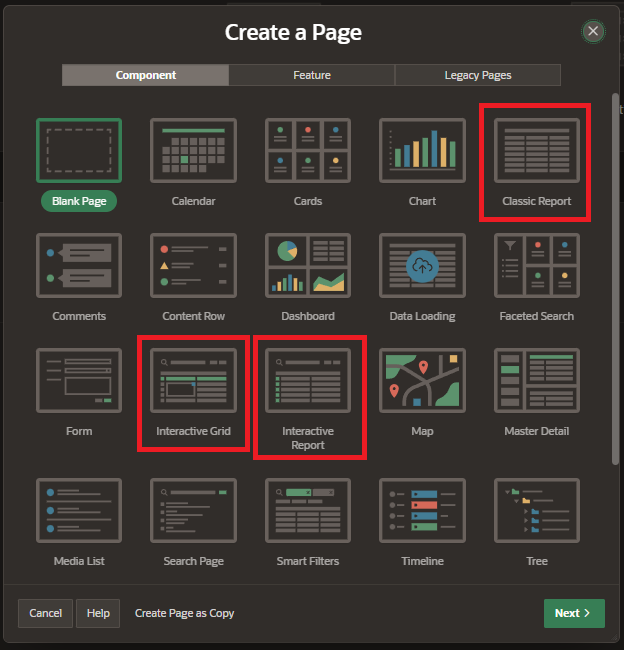 Create a Page
Component
Feature
Legacy Pages
Blank Page
Calendar
Cards
Chart
Classic Report
Comments
Content Row
Dashboard
Data Loading
Faceted Search
Form
Interactive Grid
Interactive
Report
Map
Master Detail
Media List
Search Page
Smart Filters
Timeline
Tree
Cancel
Help
Create Page as Copy
Next